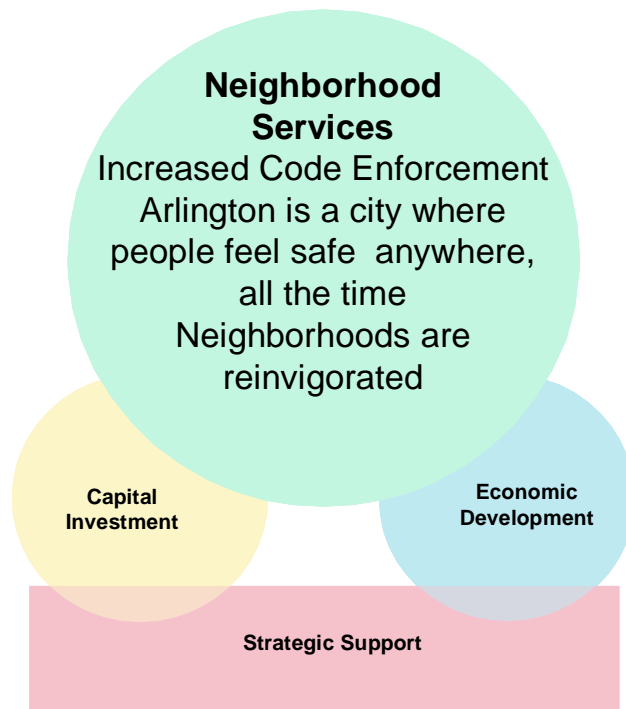 Neighborhood
Services
Increased Code Enforcement
Arlington is a city where
people feel safe  anywhere,
all the time
Neighborhoods are
reinvigorated
Capital
Investment
Economic
Development
Strategic Support